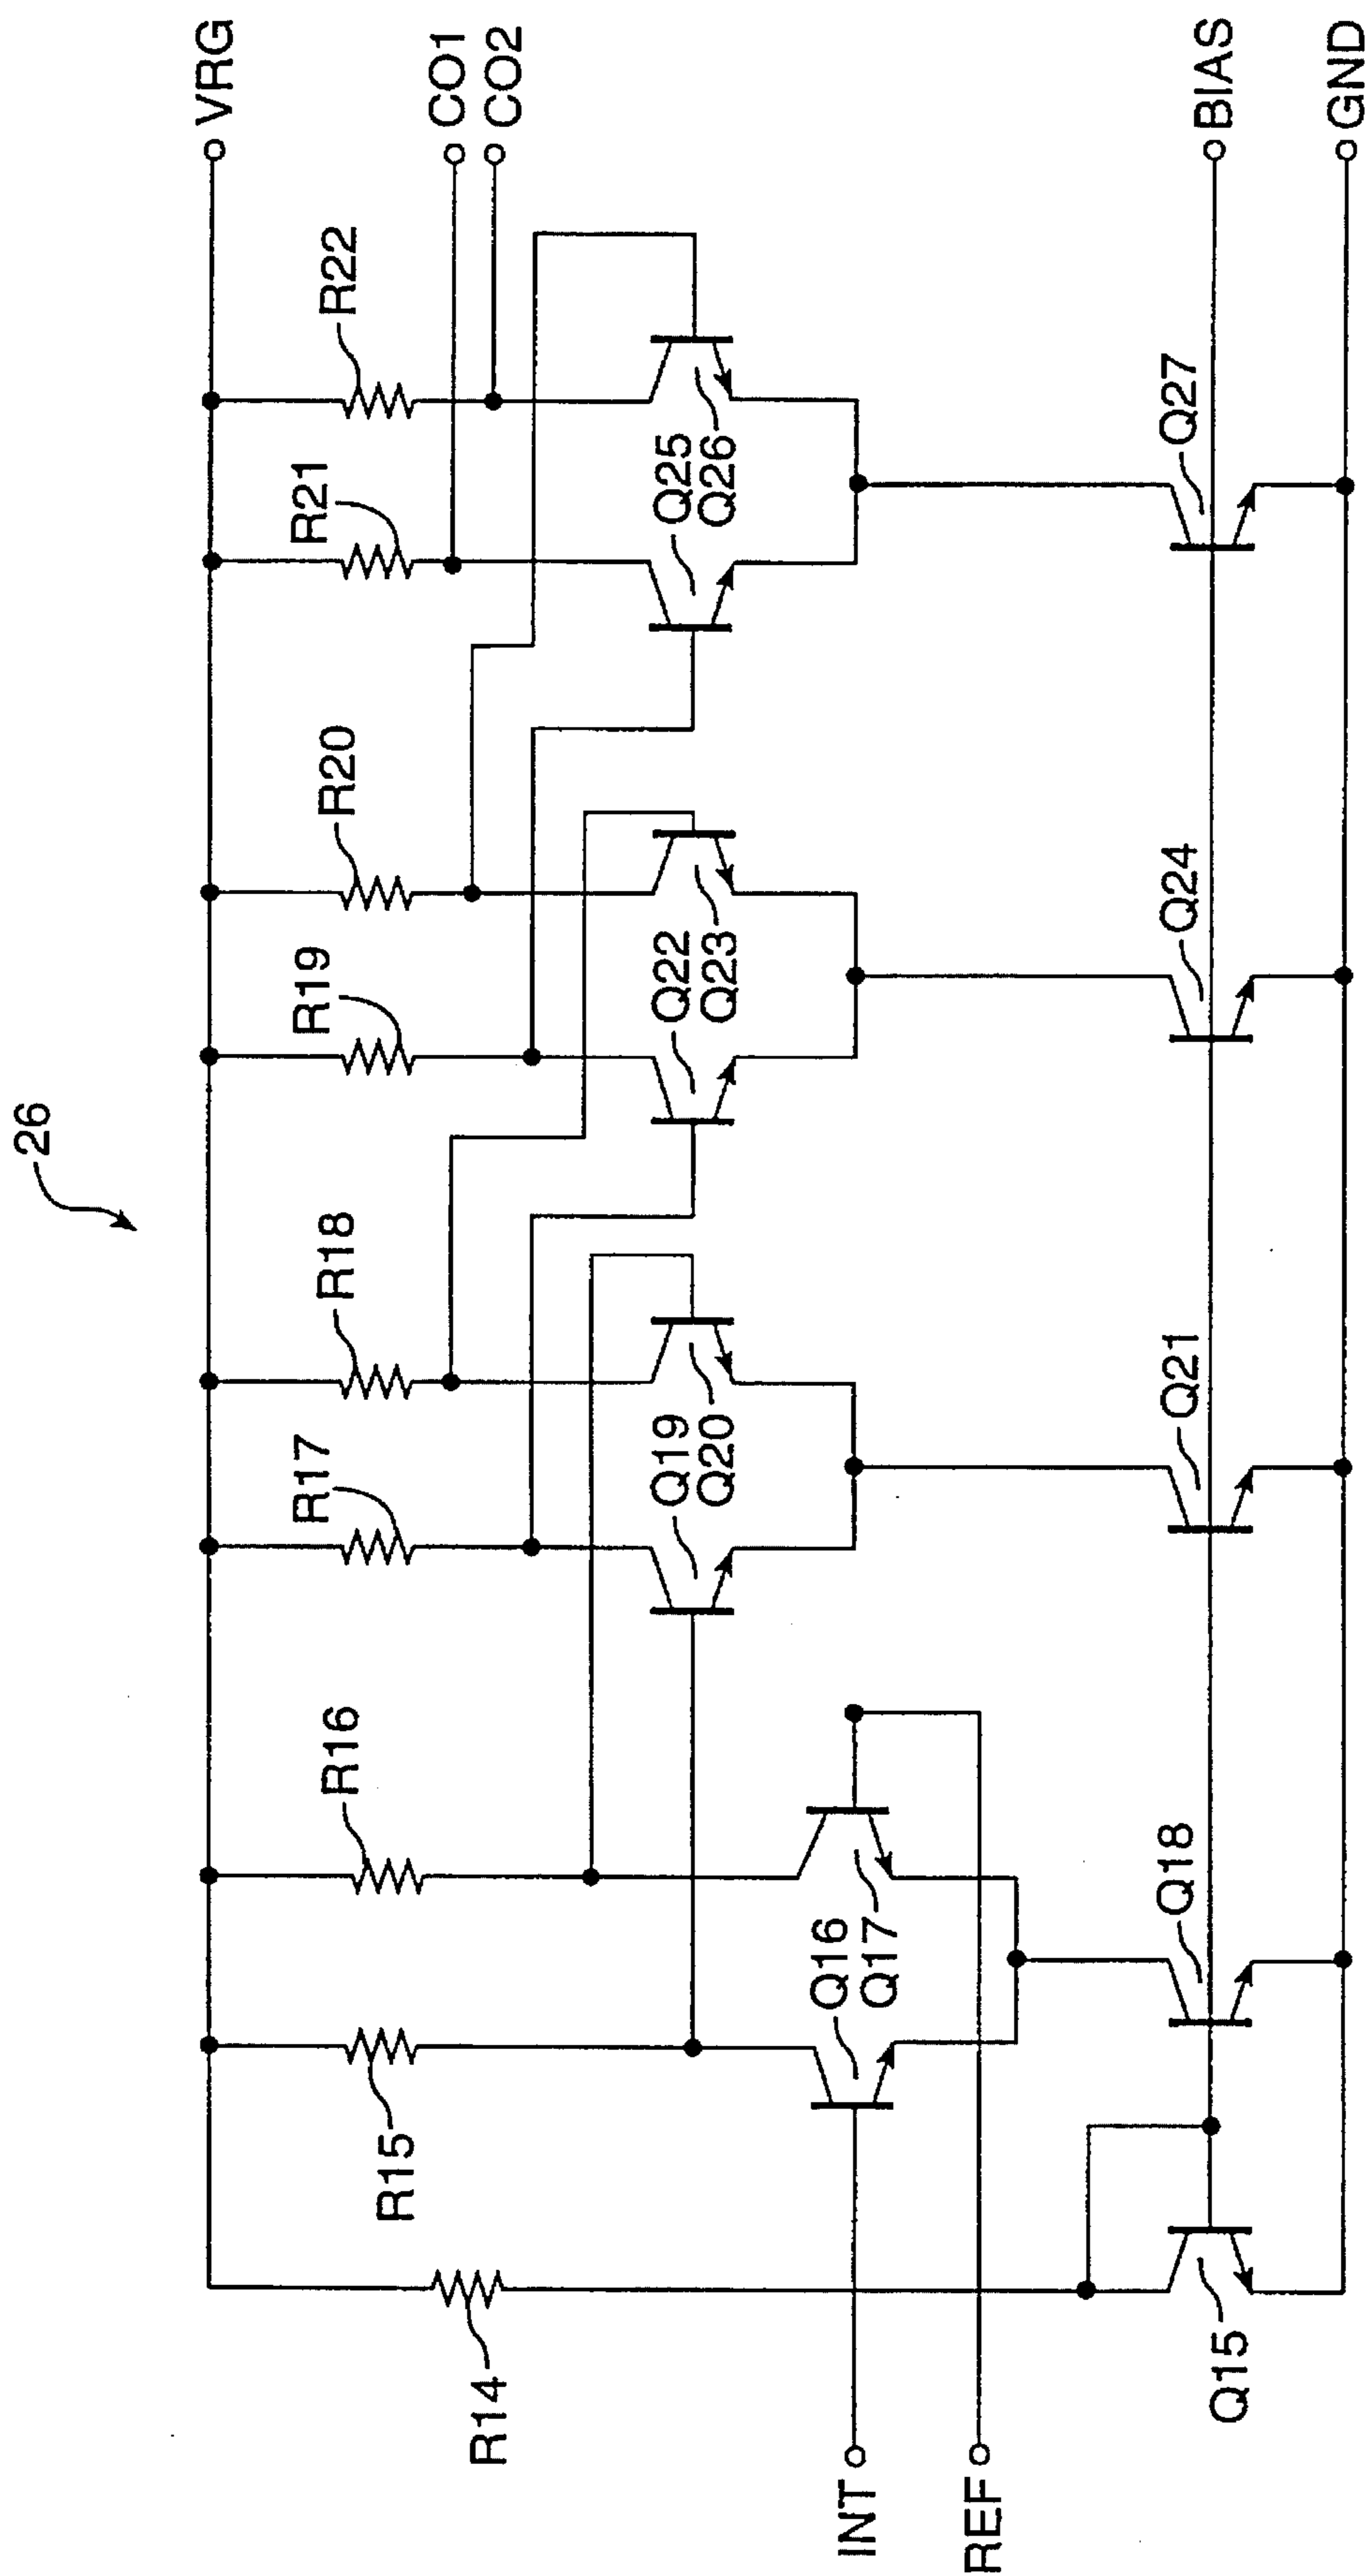 26
VRG
CO1
CO2
R22
R21
R20
R19
R18
R17
R16
R15
R14
Q25
Q26
Q22
Q23
Q19
Q20
Q16
Q17
Q27
Q24
Q21
Q18
Q15
INT
REF
BIAS
GND